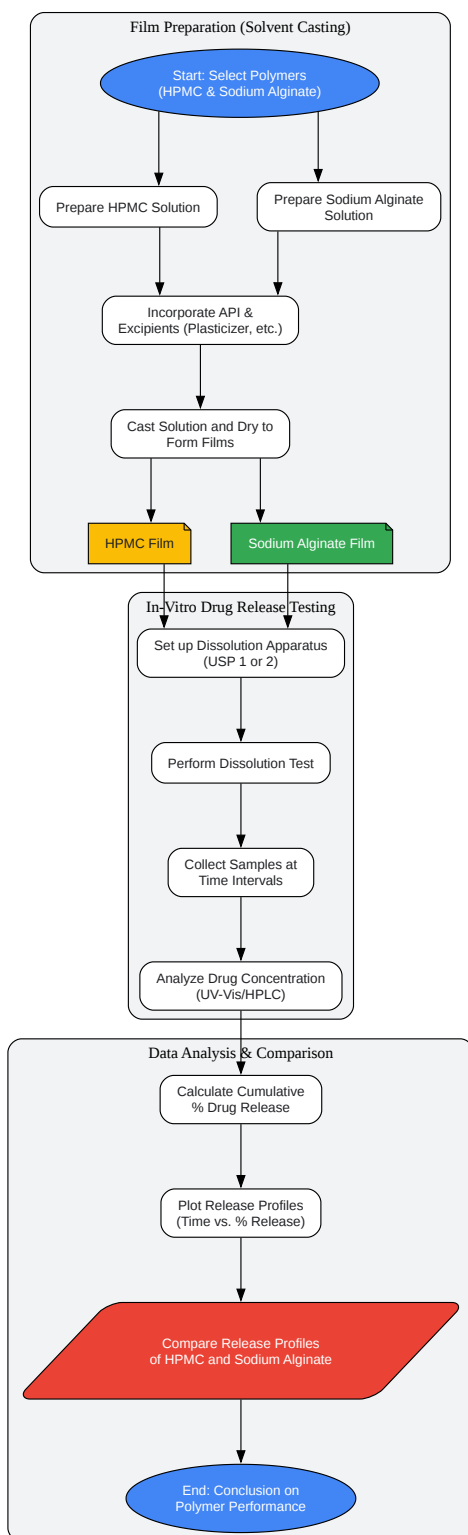 Film Preparation (Solvent Casting)
Start: Select Polymers
(HPMC & Sodium Alginate)
Prepare HPMC Solution
Prepare Sodium Alginate
Solution
Incorporate API &
Excipients (Plasticizer, etc.)
Cast Solution and Dry to
Form Films
HPMC Film
Sodium Alginate Film
In-Vitro Drug Release Testing
Set up Dissolution Apparatus
(USP 1 or 2)
Perform Dissolution Test
Collect Samples at
Time Intervals
Analyze Drug Concentration
(UV-Vis/HPLC)
Data Analysis & Comparison
Calculate Cumulative
% Drug Release
Plot Release Profiles
(Time vs. % Release)
Compare Release Profiles
of HPMC and Sodium Alginate
End: Conclusion on
Polymer Performance